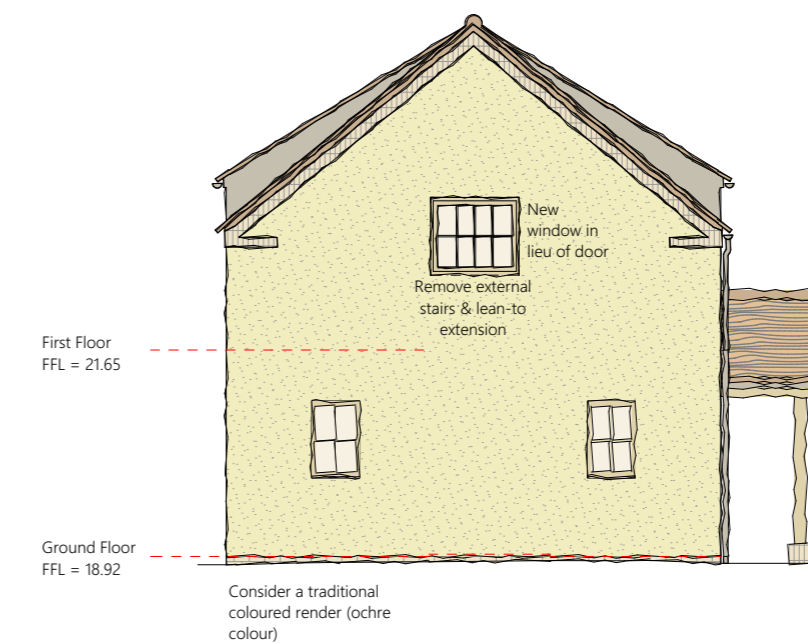 New
window in
lieu of door
Remove external
stairs & lean-to
extension
First Floor
FFL = 21.65
Ground Floor
FFL = 18.92
Consider a traditional
coloured render (ochre
colour)